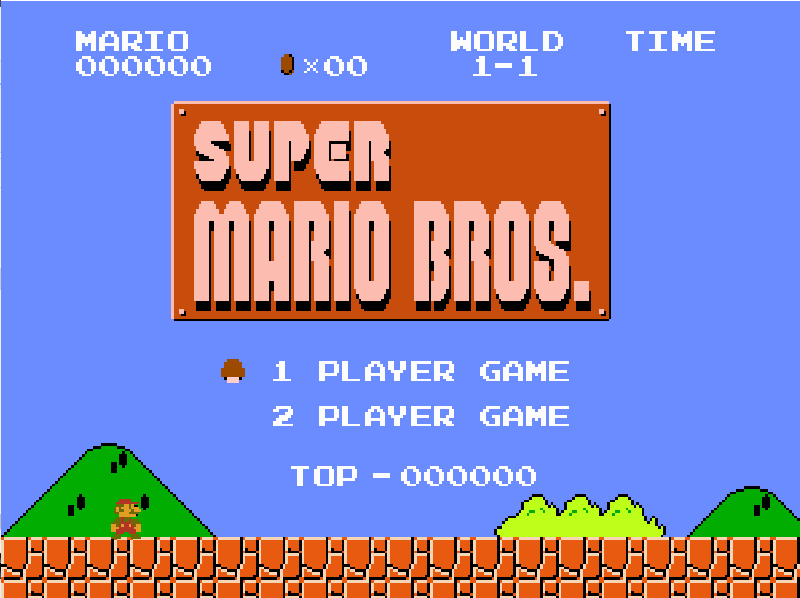 MARIO WORLD TIME
000000 ×00 1-1
SUPER
MARIO BROS.
1 PLAYER GAME
2 PLAYER GAME
TOP - 000000